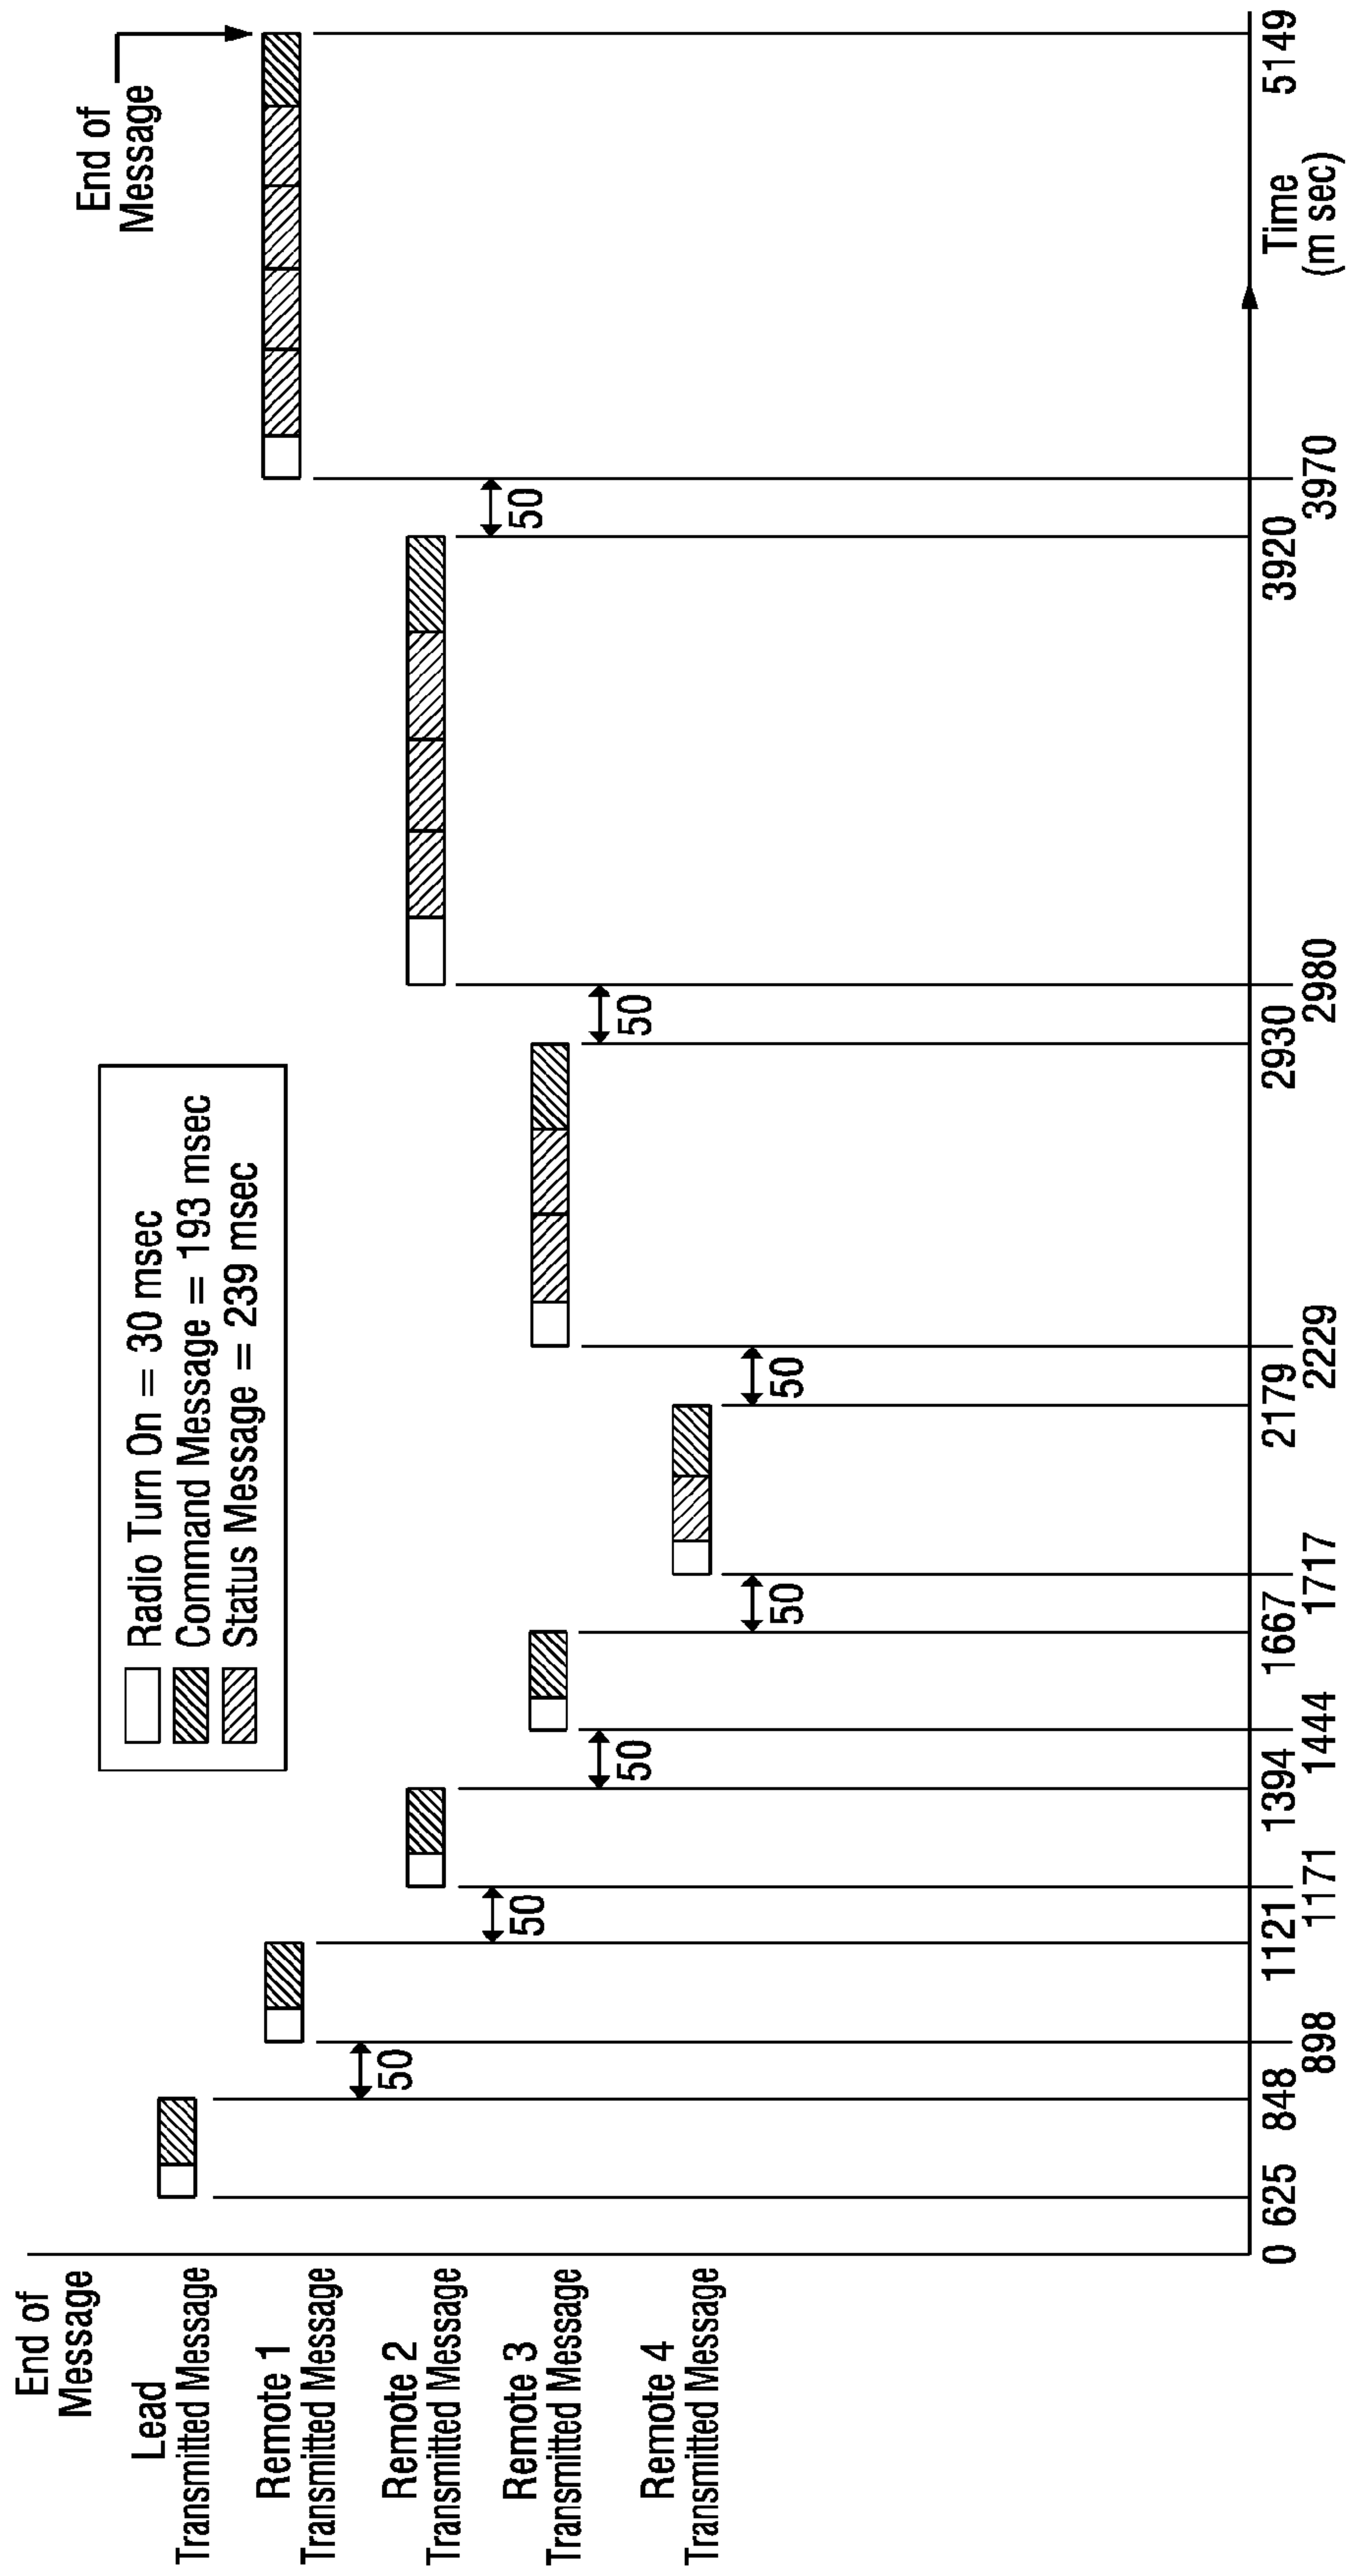 End of
Message
Lead
Transmitted Message
Remote 1
Transmitted Message
Remote 2
Transmitted Message
Remote 3
Transmitted Message
Remote 4
Transmitted Message
Radio Turn On = 30 msec
Command Message = 193 msec
Status Message = 239 msec
End of
Message
50
50
50
50
50
50
50
50
0 625 848 1121 1394 1667 2179 2930 3920 Time 5149
898 1171 1444 1717 2229 2980 3970 (m sec)